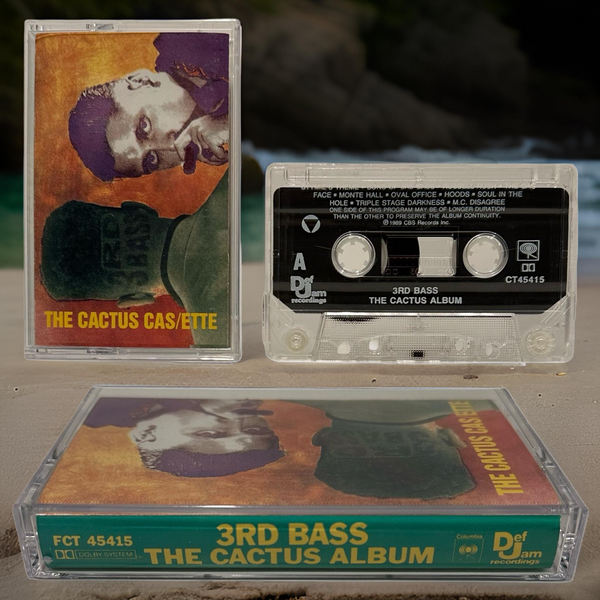 THE CACTUS CAS/ETTE
FACE • MONTE HALL • OVAL OFFICE • HOODS • SOUL IN THE
HOLE • TRIPLE STAGE DARKNESS • M.C. DISAGREE
ONE SIDE OF THIS PROGRAM MAY BE OF LONGER DURATION
THAN THE OTHER TO PRESERVE THE ALBUM CONTINUITY.
℗ 1989 CBS Records Inc.
A
CT45415
Def
Jam
recordings
3RD BASS
THE CACTUS ALBUM
THE CACTUS CAS/ETTE
FCT 45415
DOLBY SYSTEM
3RD BASS
THE CACTUS ALBUM
Columbia
Def
Jam
recordings